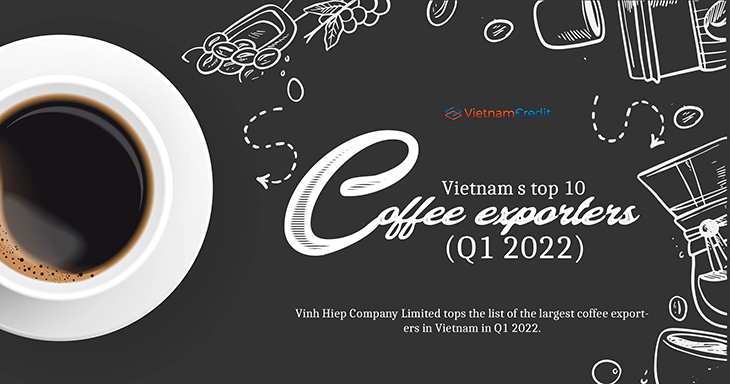 VietnamCredit
Vietnam s top 10
Coffee exporters
(Q1 2022)
Vinh Hiep Company Limited tops the list of the largest coffee export-
ers in Vietnam in Q1 2022.